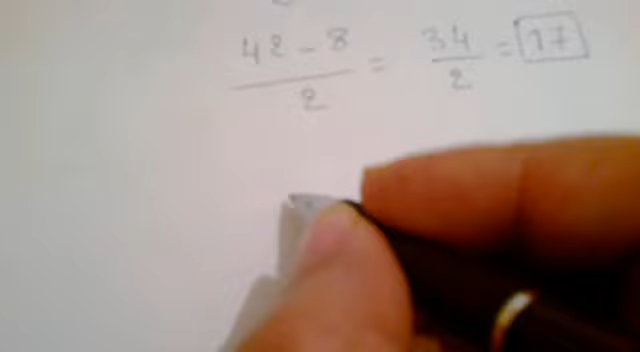 42 - 8 / 2 = 34 / 2 = 17